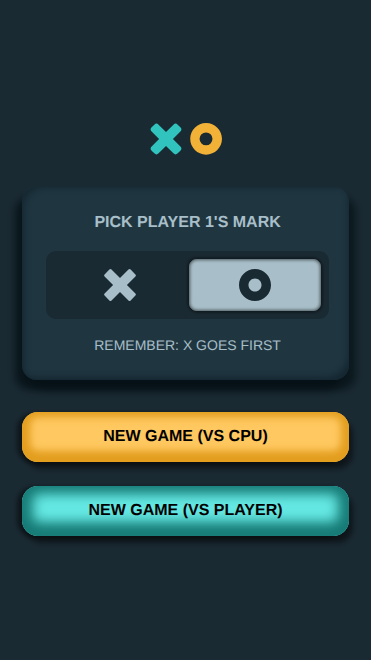 PICK PLAYER 1'S MARK
REMEMBER: X GOES FIRST
NEW GAME (VS CPU)
NEW GAME (VS PLAYER)